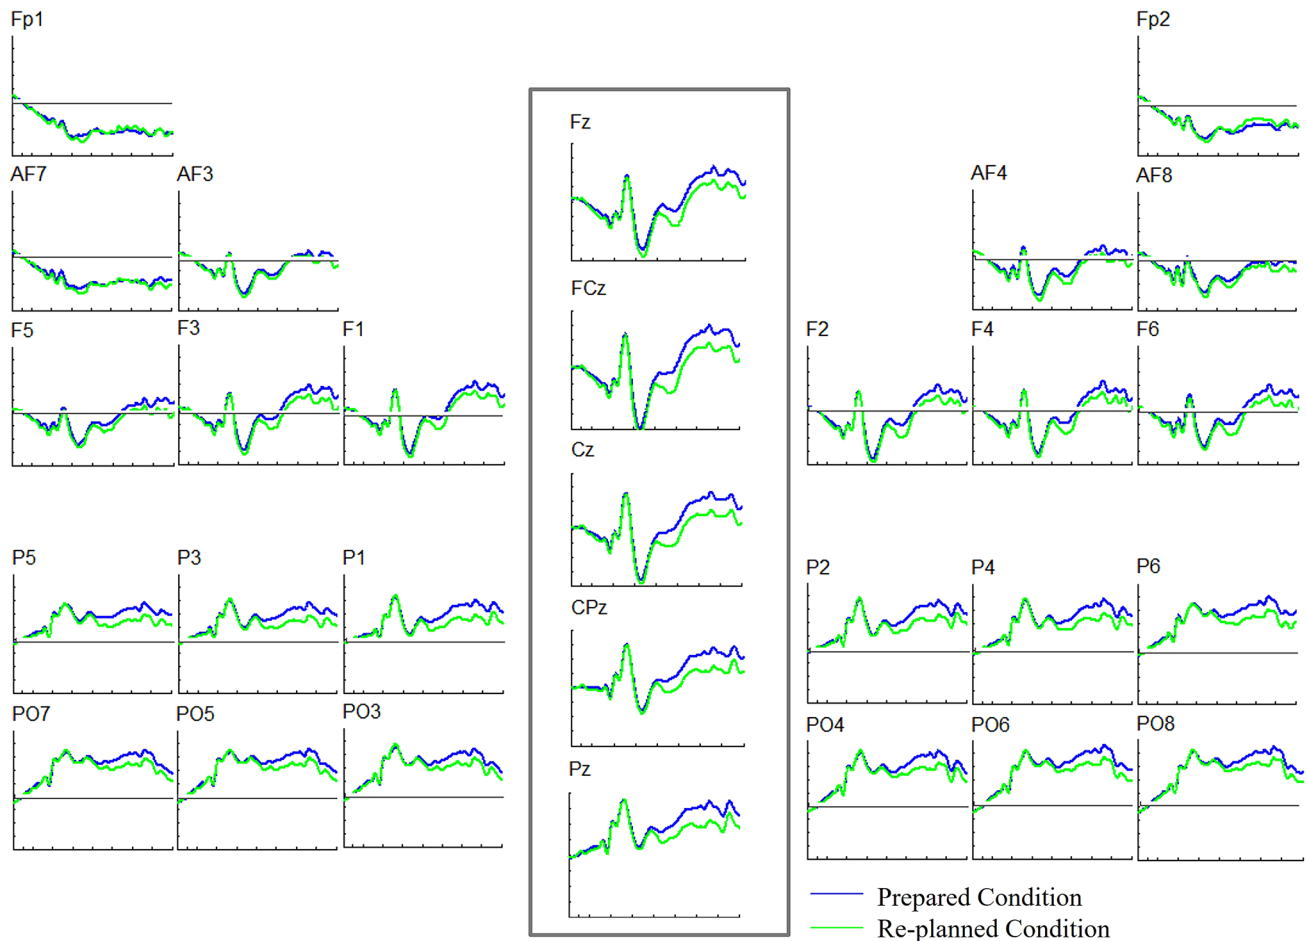 Fp1
Fp2
Fz
AF7
AF3
AF4
AF8
FCz
F5
F3
F1
F2
F4
F6
Cz
P5
P3
P1
P2
P4
P6
CPz
PO7
PO5
PO3
PO4
PO6
PO8
Pz
Prepared Condition
Re-planned Condition